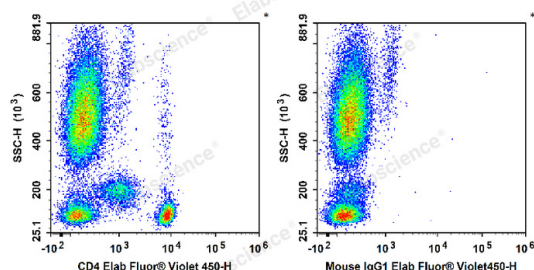 881.9
*
600
400
200
25.1
SSC-H (10³)
-10² 10³ 10⁴ 10⁵ 10⁶
CD4 Elab Fluor® Violet 450-H
881.9
*
600
400
200
25.1
SSC-H (10³)
-10² 10³ 10⁴ 10⁵ 10⁶
Mouse IgG1 Elab Fluor® Violet450-H